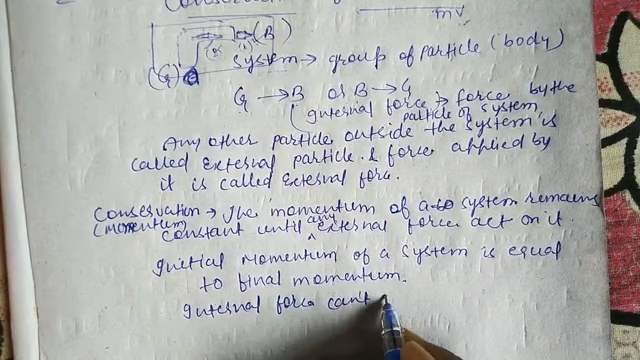 Conservation
mv
(B)
(G)
System → group of particle (body)
G → B or B → G
Internal force → force by the
particle of system
Any other particle outside the system is
called External particle & force applied by
it is called External force.
Conservation → The momentum of a system remains
(momentum) constant until any external force act on it.
Initial momentum of a system is equal
to final momentum.
Internal force can't